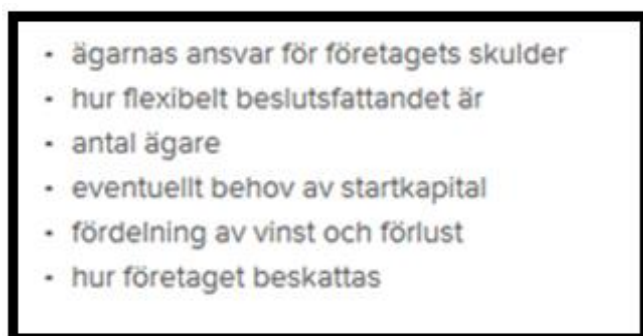 • ägarnas ansvar för företagets skulder
• hur flexibelt beslutsfattandet är
• antal ägare
• eventuellt behov av startkapital
• fördelning av vinst och förlust
• hur företaget beskattas